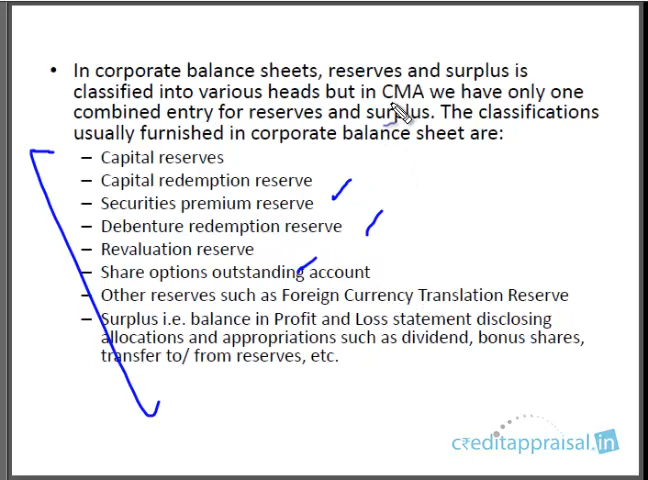 • In corporate balance sheets, reserves and surplus is
classified into various heads but in CMA we have only one
combined entry for reserves and surplus. The classifications
usually furnished in corporate balance sheet are:
– Capital reserves
– Capital redemption reserve
– Securities premium reserve
– Debenture redemption reserve
– Revaluation reserve
– Share options outstanding account
– Other reserves such as Foreign Currency Translation Reserve
– Surplus i.e. balance in Profit and Loss statement disclosing
allocations and appropriations such as dividend, bonus shares,
transfer to/ from reserves, etc.
creditappraisal.in